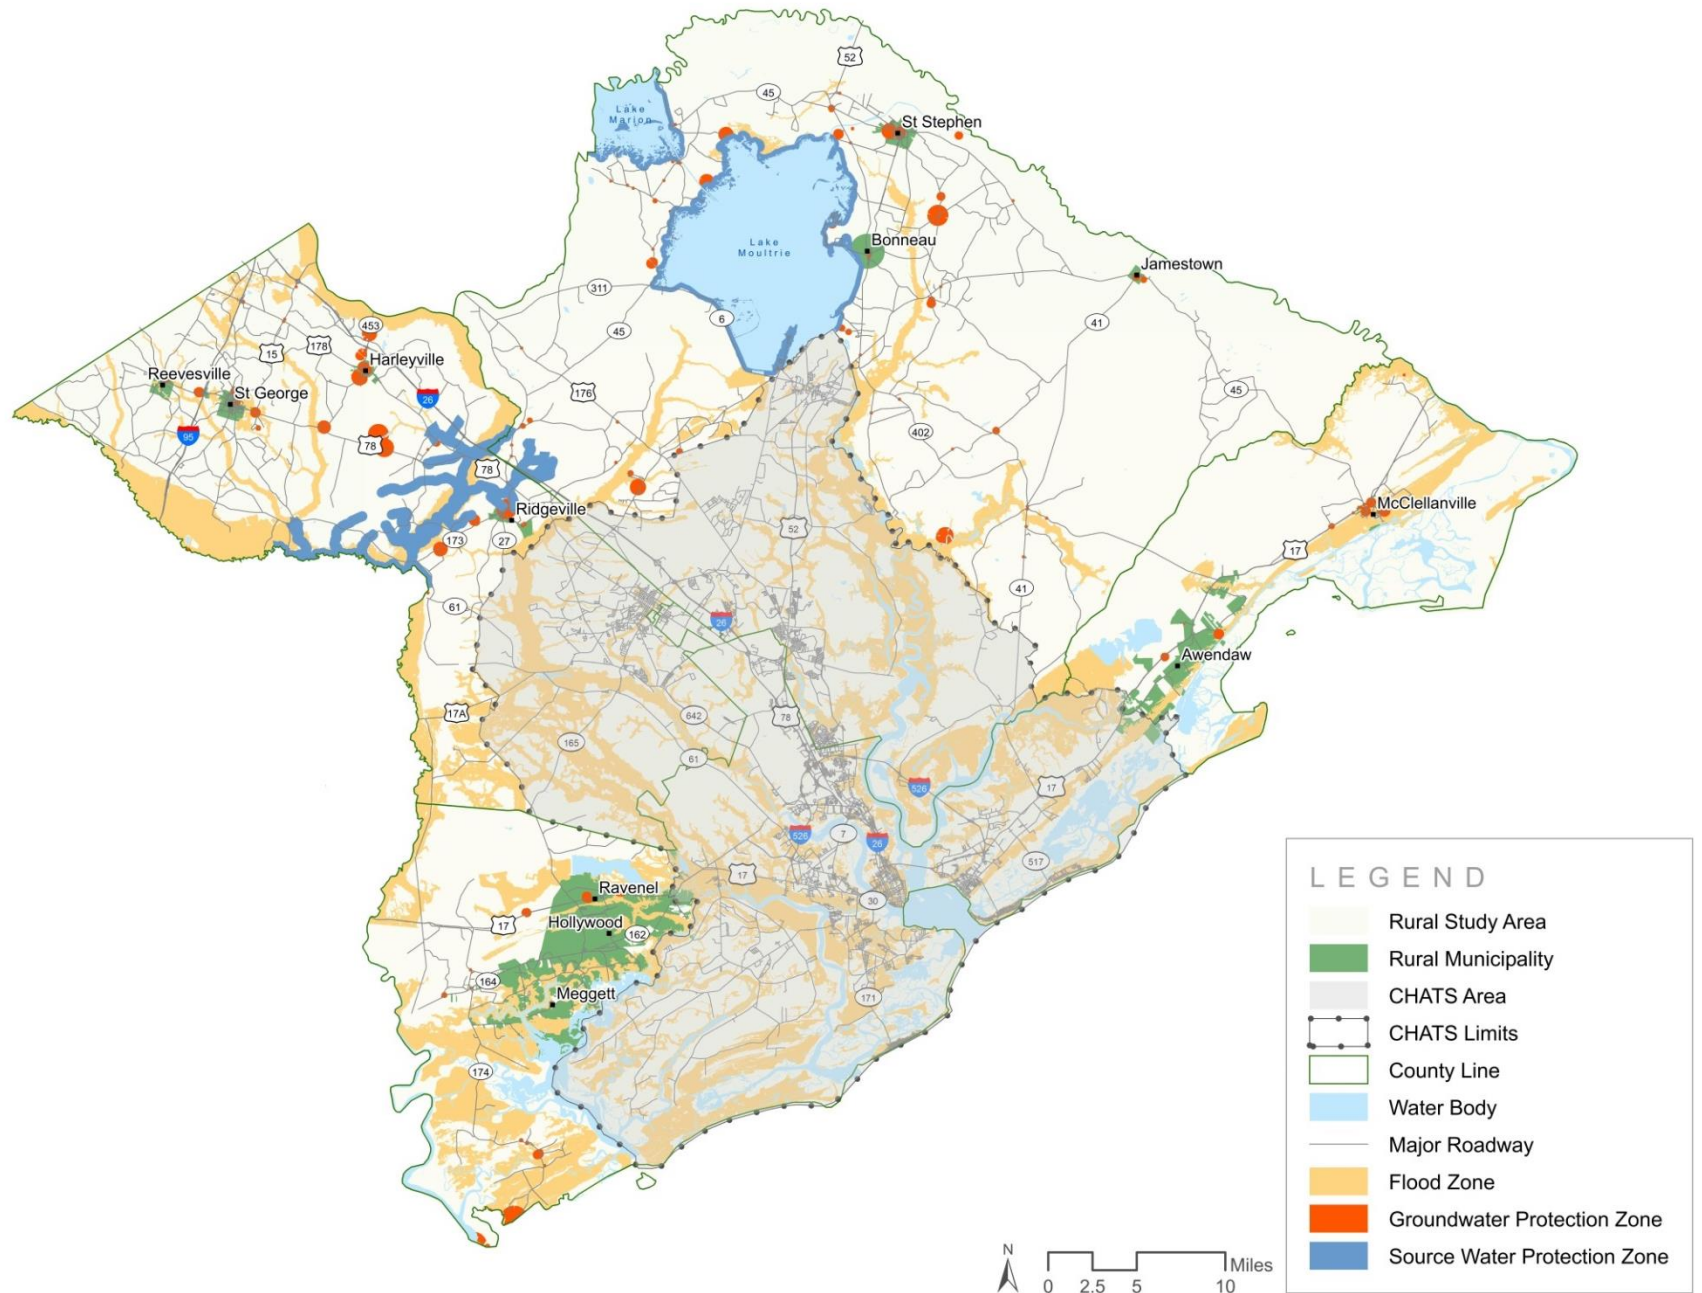 52
45
Lake
Marion
St Stephen
Bonneau
Lake
Moultrie
Jamestown
311
6
45
41
453
178
15
Harleyville
Reevesville
St George
26
176
45
95
78
402
78
McClellanville
Ridgeville
173
27
52
17
61
41
26
Awendaw
17A
642
78
165
61
526
17
526
7
26
517
17
30
Ravenel
17
Hollywood
162
164
Meggett
171
174
LEGEND
Rural Study Area
Rural Municipality
CHATS Area
CHATS Limits
County Line
Water Body
Major Roadway
Flood Zone
Groundwater Protection Zone
Source Water Protection Zone
N
Miles
0 2.5 5 10